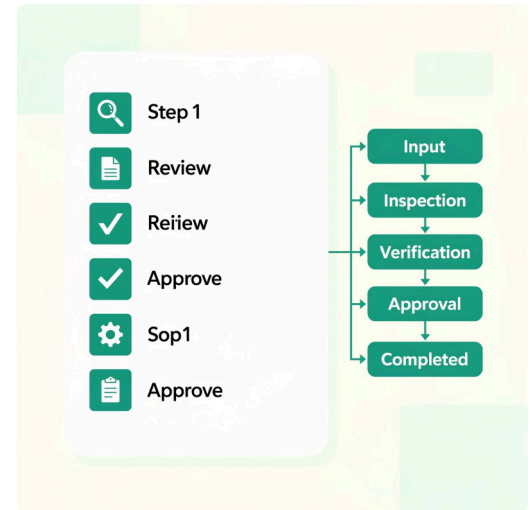 Step 1
Review
Reiiew
Approve
Sop1
Approve
Input
Inspection
Verification
Approval
Completed